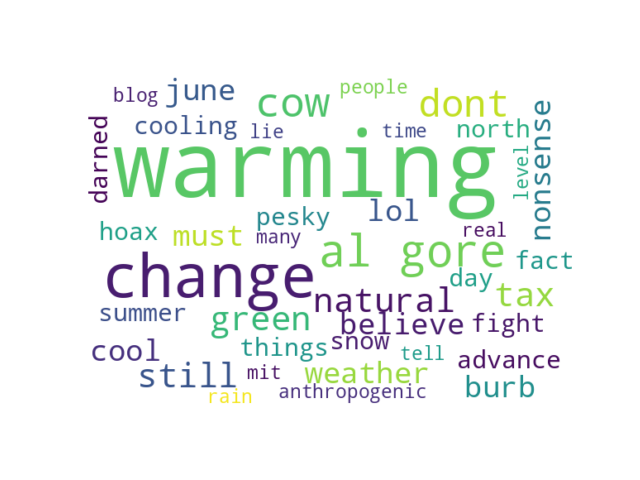 blog june cow people dont
cooling lie time north
darned warming level nonsense
hoax must pesky many lol real
al gore fact
change natural day tax
summer green believe fight
cool things snow tell advance
still mit weather burb
rain anthropogenic